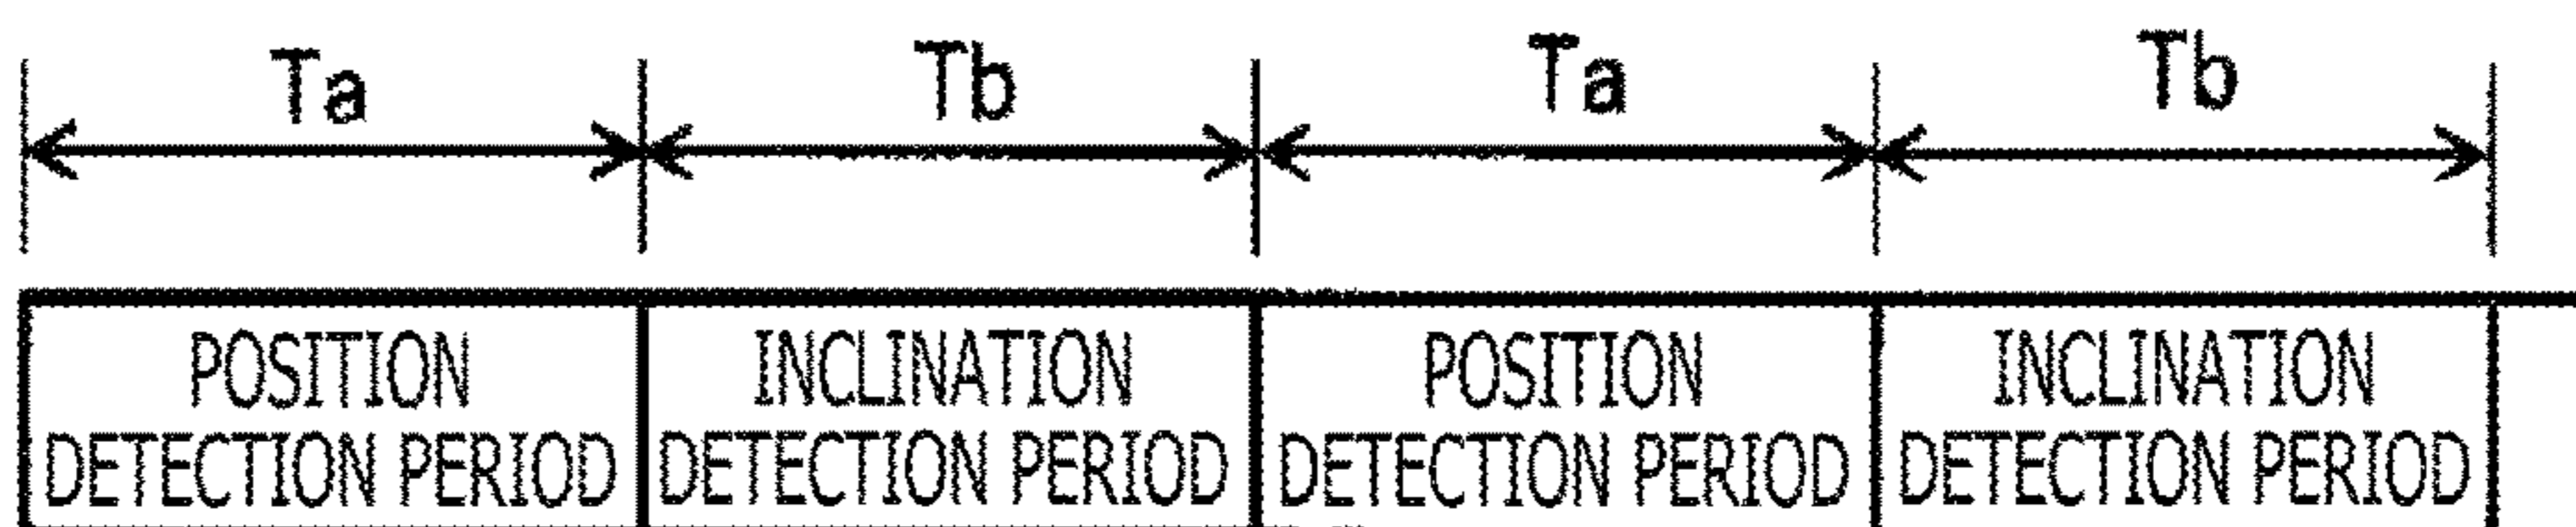 Ta Tb Ta Tb
POSITION INCLINATION POSITION INCLINATION
DETECTION PERIOD DETECTION PERIOD DETECTION PERIOD DETECTION PERIOD